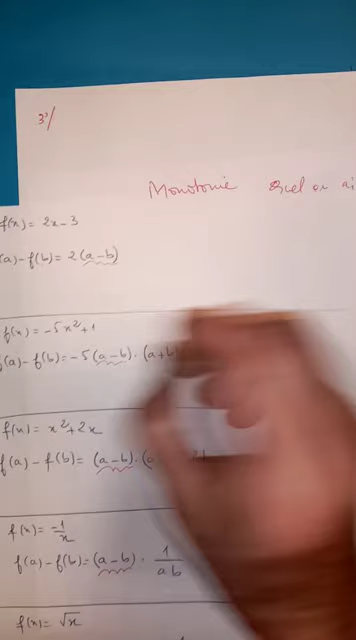 3°/
Monotonie
f(x) = 2x - 3
f(a) - f(b) = 2(a-b)
f(x) = -5x²+1
f(a) - f(b) = -5(a-b)·(a+b)
f(x) = x²+2x
f(a) - f(b) = (a-b)·(
f(x) = -1/x
f(a) - f(b) = (a-b) · 1/ab
f(x) = √x